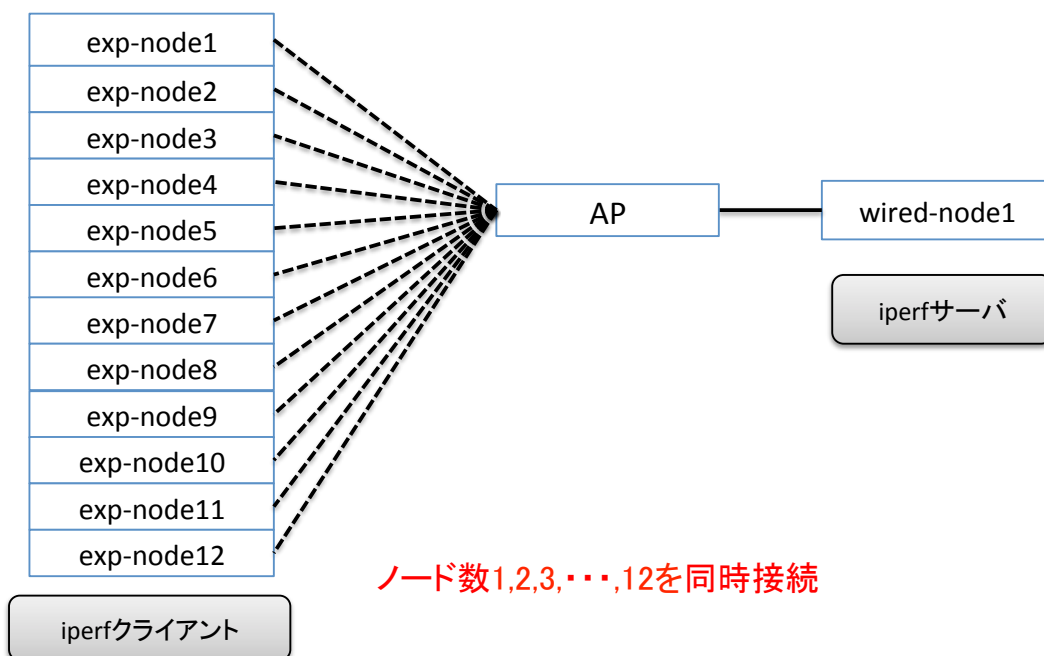 exp-node1
exp-node2
exp-node3
exp-node4
exp-node5
exp-node6
exp-node7
exp-node8
exp-node9
exp-node10
exp-node11
exp-node12
iperfクライアント
AP
wired-node1
iperfサーバ
ノード数1,2,3,・・・,12を同時接続